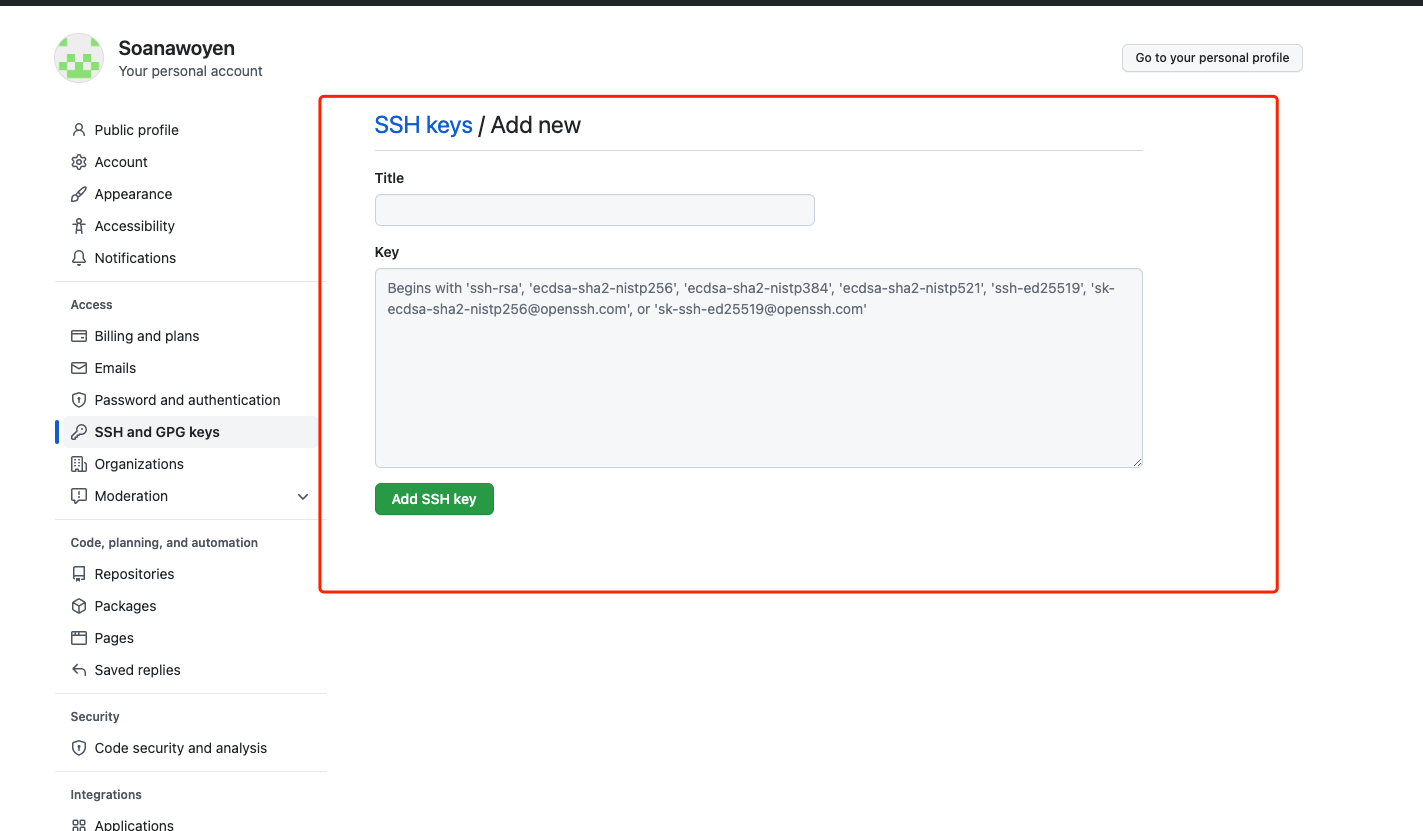 Soanawoyen
Your personal account
Go to your personal profile
Public profile
Account
Appearance
Accessibility
Notifications
Access
Billing and plans
Emails
Password and authentication
SSH and GPG keys
Organizations
Moderation
Code, planning, and automation
Repositories
Packages
Pages
Saved replies
Security
Code security and analysis
Integrations
Applications
SSH keys / Add new
Title
Key
Begins with 'ssh-rsa', 'ecdsa-sha2-nistp256', 'ecdsa-sha2-nistp384', 'ecdsa-sha2-nistp521', 'ssh-ed25519', 'sk-
ecdsa-sha2-nistp256@openssh.com', or 'sk-ssh-ed25519@openssh.com'
Add SSH key